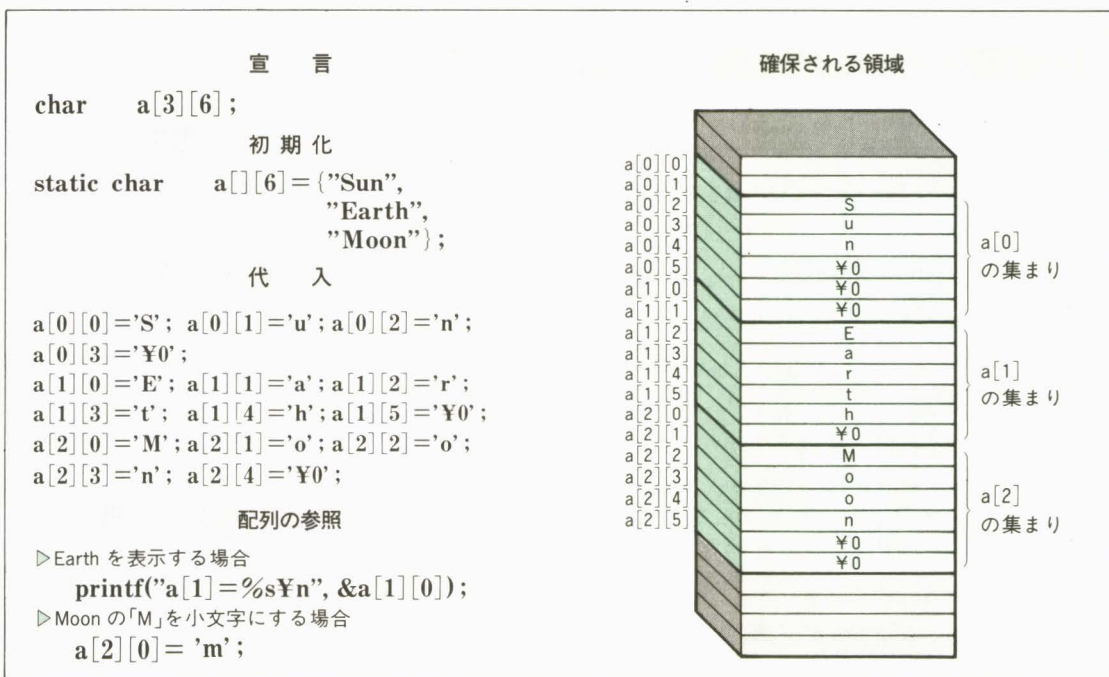 宣 言
char a[3][6];
初 期 化
static char a[][6]={"Sun",
"Earth",
"Moon"};
代 入
a[0][0]='S'; a[0][1]='u'; a[0][2]='n';
a[0][3]='¥0';
a[1][0]='E'; a[1][1]='a'; a[1][2]='r';
a[1][3]='t'; a[1][4]='h'; a[1][5]='¥0';
a[2][0]='M'; a[2][1]='o'; a[2][2]='o';
a[2][3]='n'; a[2][4]='¥0';
配列の参照
▷Earth を表示する場合
printf("a[1]=%s¥n", &a[1][0]);
▷Moon の「M」を小文字にする場合
a[2][0]= 'm';
確保される領域
a[0][0]
a[0][1]
a[0][2]
a[0][3]
a[0][4]
a[0][5]
a[1][0]
a[1][1]
a[1][2]
a[1][3]
a[1][4]
a[1][5]
a[2][0]
a[2][1]
a[2][2]
a[2][3]
a[2][4]
a[2][5]
S
u
n
¥0
¥0
¥0
E
a
r
t
h
¥0
M
o
o
n
¥0
¥0
a[0]
の集まり
a[1]
の集まり
a[2]
の集まり